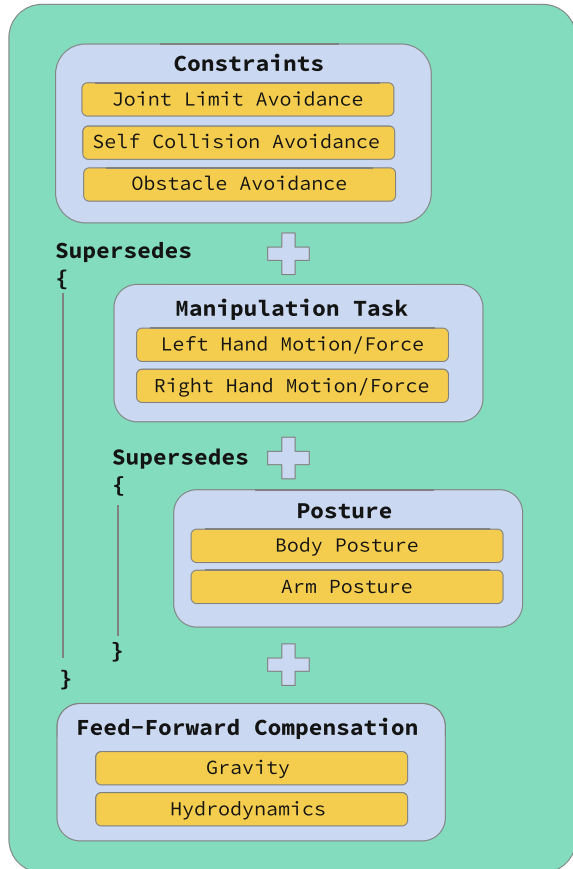 Constraints
Joint Limit Avoidance
Self Collision Avoidance
Obstacle Avoidance
Supersedes
{
Manipulation Task
Left Hand Motion/Force
Right Hand Motion/Force
Supersedes
{
Posture
Body Posture
Arm Posture
}
}
Feed-Forward Compensation
Gravity
Hydrodynamics